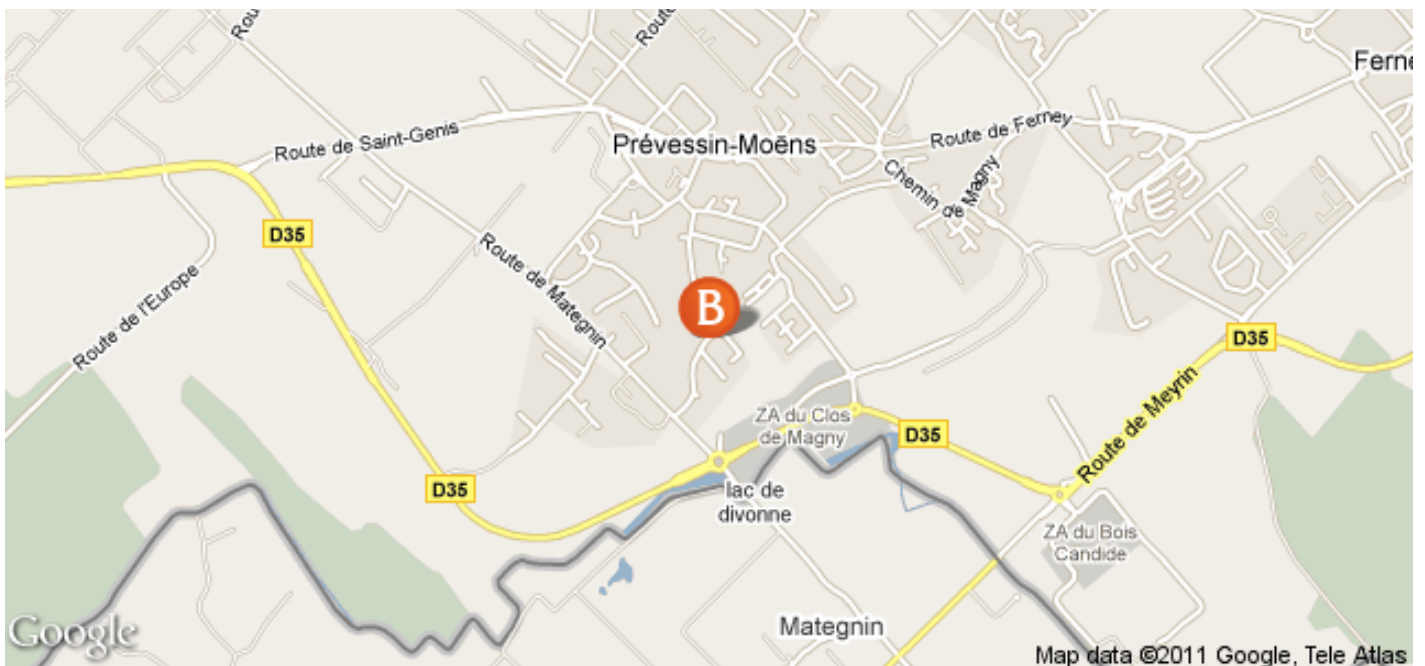 Rou
Route
Ferne
Route de Saint-Genis
Prévessin-Moëns
Route de Ferney
Chemin de Magny
D35
Route de Mategnin
Route de l'Europe
B
D35
Route de Meyrin
ZA du Clos
de Magny
D35
D35
lac de
divonne
ZA du Bois
Candide
Mategnin
Google
Map data ©2011 Google, Tele Atlas